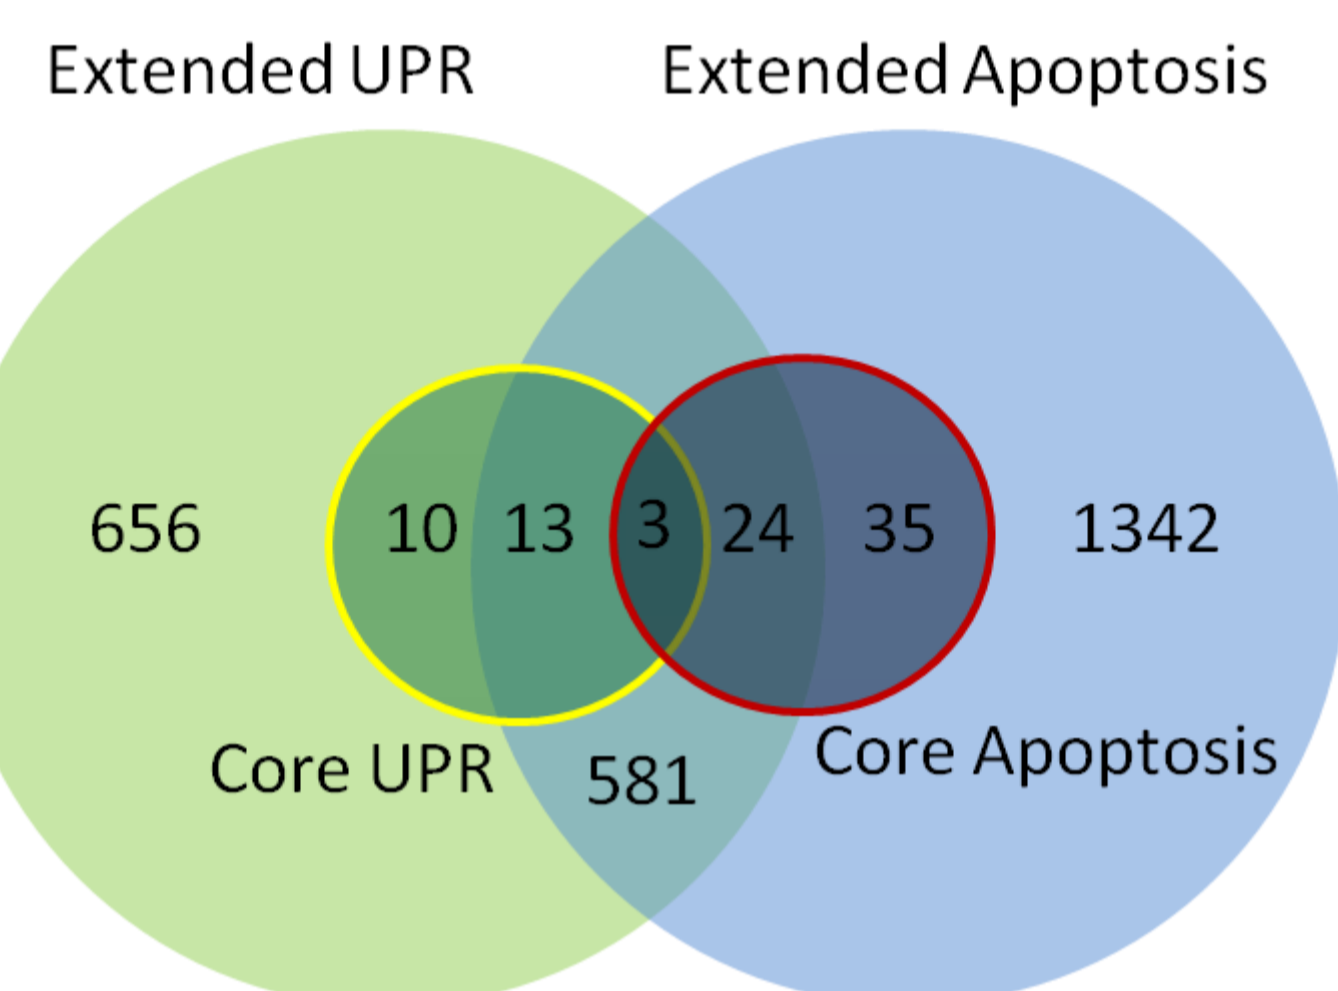 Extended UPR
Extended Apoptosis
656
10
13
3
24
35
1342
Core UPR
581
Core Apoptosis